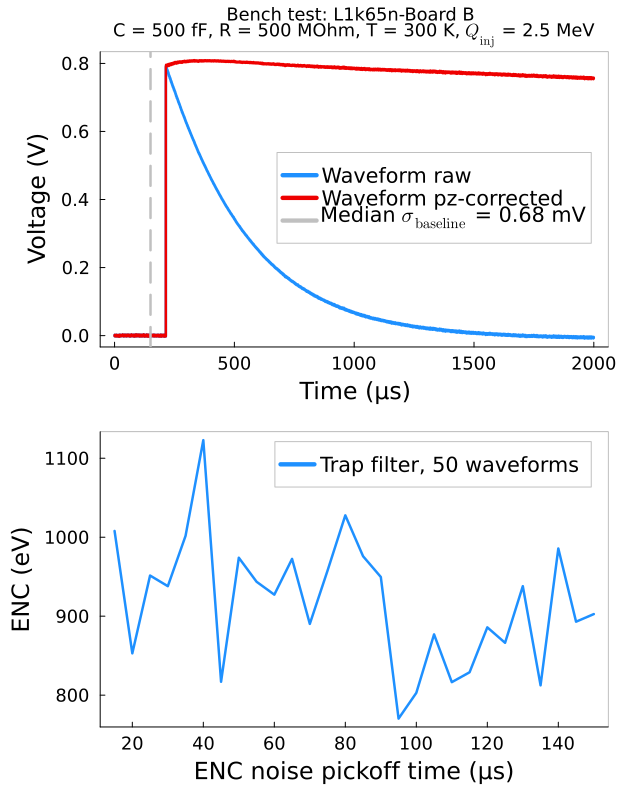 Bench test: L1k65n-Board B
C = 500 fF, R = 500 MOhm, T = 300 K, Q_inj = 2.5 MeV
0.8
0.6
0.4
0.2
0.0
Voltage (V)
Waveform raw
Waveform pz-corrected
Median σ_baseline = 0.68 mV
0 500 1000 1500 2000
Time (μs)
1100
1000
900
800
ENC (eV)
Trap filter, 50 waveforms
20 40 60 80 100 120 140
ENC noise pickoff time (μs)